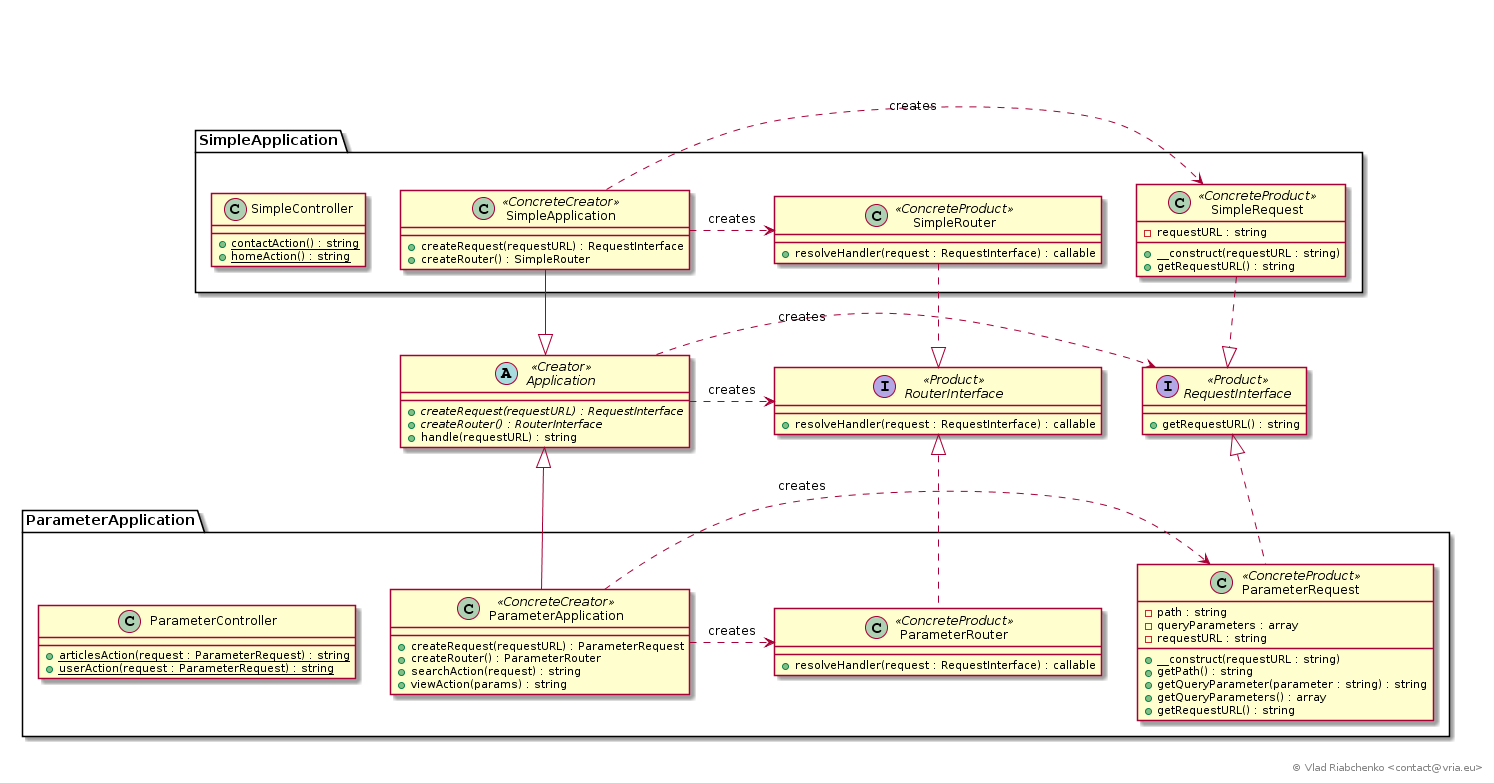 creates
SimpleApplication
C SimpleController
contactAction() : string
homeAction() : string
C «ConcreteCreator»
SimpleApplication
createRequest(requestURL) : RequestInterface
createRouter() : SimpleRouter
creates
C «ConcreteProduct»
SimpleRouter
resolveHandler(request : RequestInterface) : callable
C «ConcreteProduct»
SimpleRequest
requestURL : string
__construct(requestURL : string)
getRequestURL() : string
creates
A «Creator»
Application
createRequest(requestURL) : RequestInterface
createRouter() : RouterInterface
handle(requestURL) : string
creates
I «Product»
RouterInterface
resolveHandler(request : RequestInterface) : callable
I «Product»
RequestInterface
getRequestURL() : string
creates
ParameterApplication
C ParameterController
articlesAction(request : ParameterRequest) : string
userAction(request : ParameterRequest) : string
C «ConcreteCreator»
ParameterApplication
createRequest(requestURL) : ParameterRequest
createRouter() : ParameterRouter
searchAction(request) : string
viewAction(params) : string
creates
C «ConcreteProduct»
ParameterRouter
resolveHandler(request : RequestInterface) : callable
C «ConcreteProduct»
ParameterRequest
path : string
queryParameters : array
requestURL : string
__construct(requestURL : string)
getPath() : string
getQueryParameter(parameter : string) : string
getQueryParameters() : array
getRequestURL() : string
© Vlad Riabchenko <contact@vria.eu>